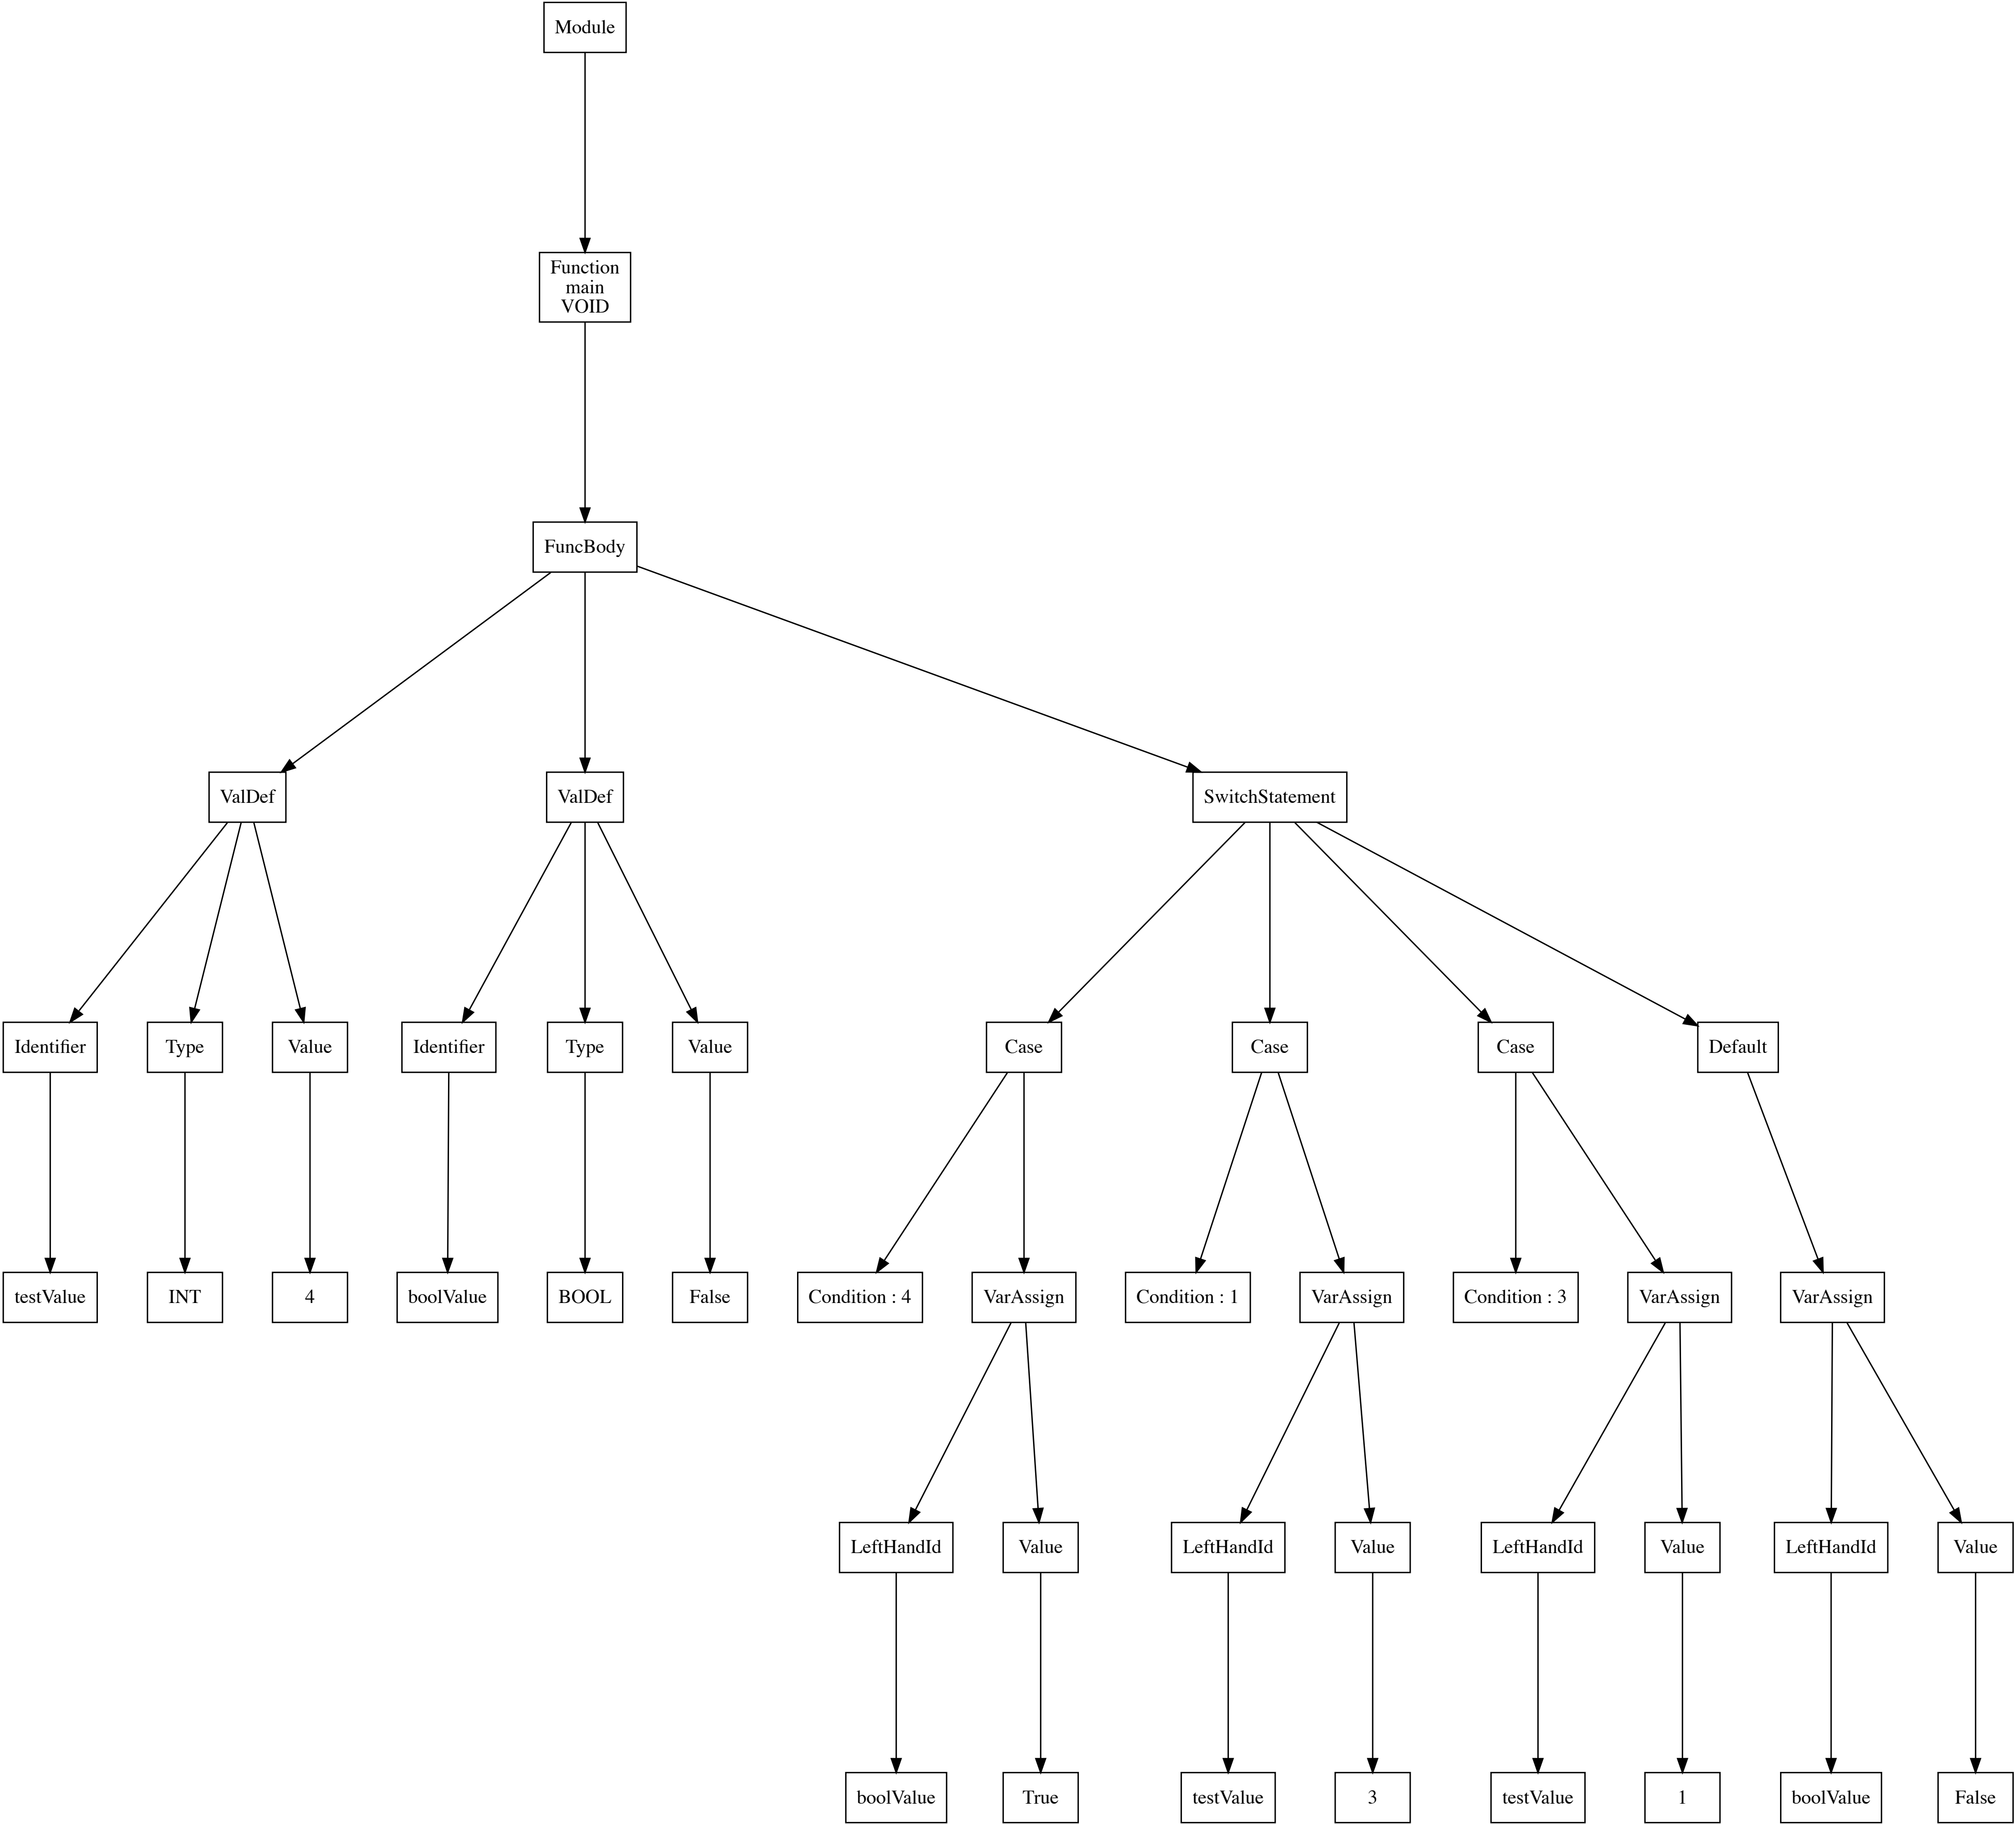 Module
Function
main
VOID
FuncBody
ValDef
ValDef
SwitchStatement
Identifier
Type
Value
Identifier
Type
Value
Case
Case
Case
Default
testValue
INT
4
boolValue
BOOL
False
Condition : 4
VarAssign
Condition : 1
VarAssign
Condition : 3
VarAssign
VarAssign
LeftHandId
Value
LeftHandId
Value
LeftHandId
Value
LeftHandId
Value
boolValue
True
testValue
3
testValue
1
boolValue
False